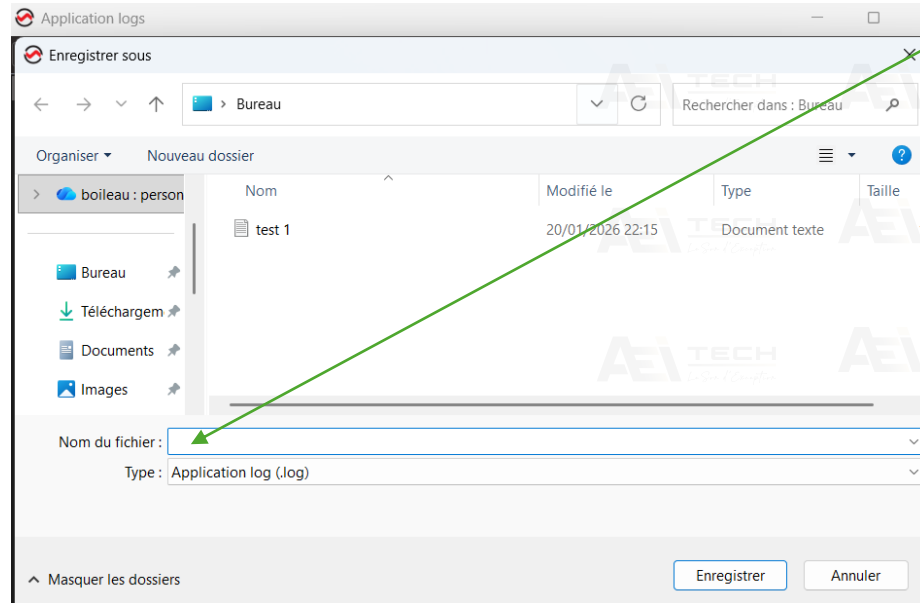 Application logs
Enregistrer sous
Bureau
Rechercher dans : Bureau
Organiser
Nouveau dossier
boileau : person
Nom
Modifié le
Type
Taille
test 1
20/01/2026 22:15
Document texte
Bureau
Téléchargem
Documents
Images
Nom du fichier :
Type : Application log (.log)
Masquer les dossiers
Enregistrer
Annuler
AEi TECH